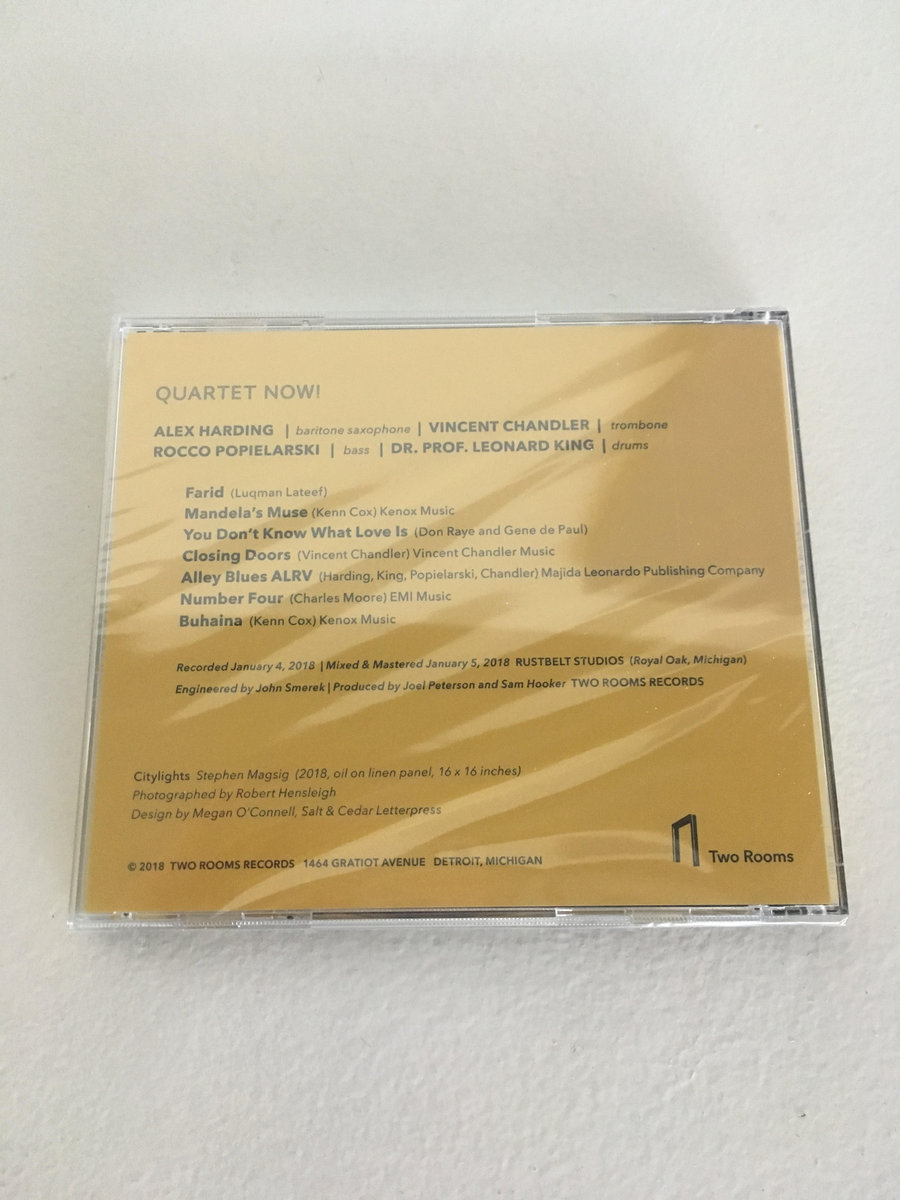 QUARTET NOW!
ALEX HARDING | baritone saxophone | VINCENT CHANDLER | trombone
ROCCO POPIELARSKI | bass | DR. PROF. LEONARD KING | drums
Farid (Luqman Lateef)
Mandela's Muse (Kenn Cox) Kenox Music
You Don't Know What Love Is (Don Raye and Gene de Paul)
Closing Doors (Vincent Chandler) Vincent Chandler Music
Alley Blues ALRV (Harding, King, Popielarski, Chandler) Majida Leonardo Publishing Company
Number Four (Charles Moore) EMI Music
Buhaina (Kenn Cox) Kenox Music
Recorded January 4, 2018 | Mixed & Mastered January 5, 2018 RUSTBELT STUDIOS (Royal Oak, Michigan)
Engineered by John Smerek | Produced by Joel Peterson and Sam Hooker TWO ROOMS RECORDS
Citylights Stephen Magsig (2018, oil on linen panel, 16 x 16 inches)
Photographed by Robert Hensleigh
Design by Megan O'Connell, Salt & Cedar Letterpress
© 2018 TWO ROOMS RECORDS 1464 GRATIOT AVENUE DETROIT, MICHIGAN
Two Rooms